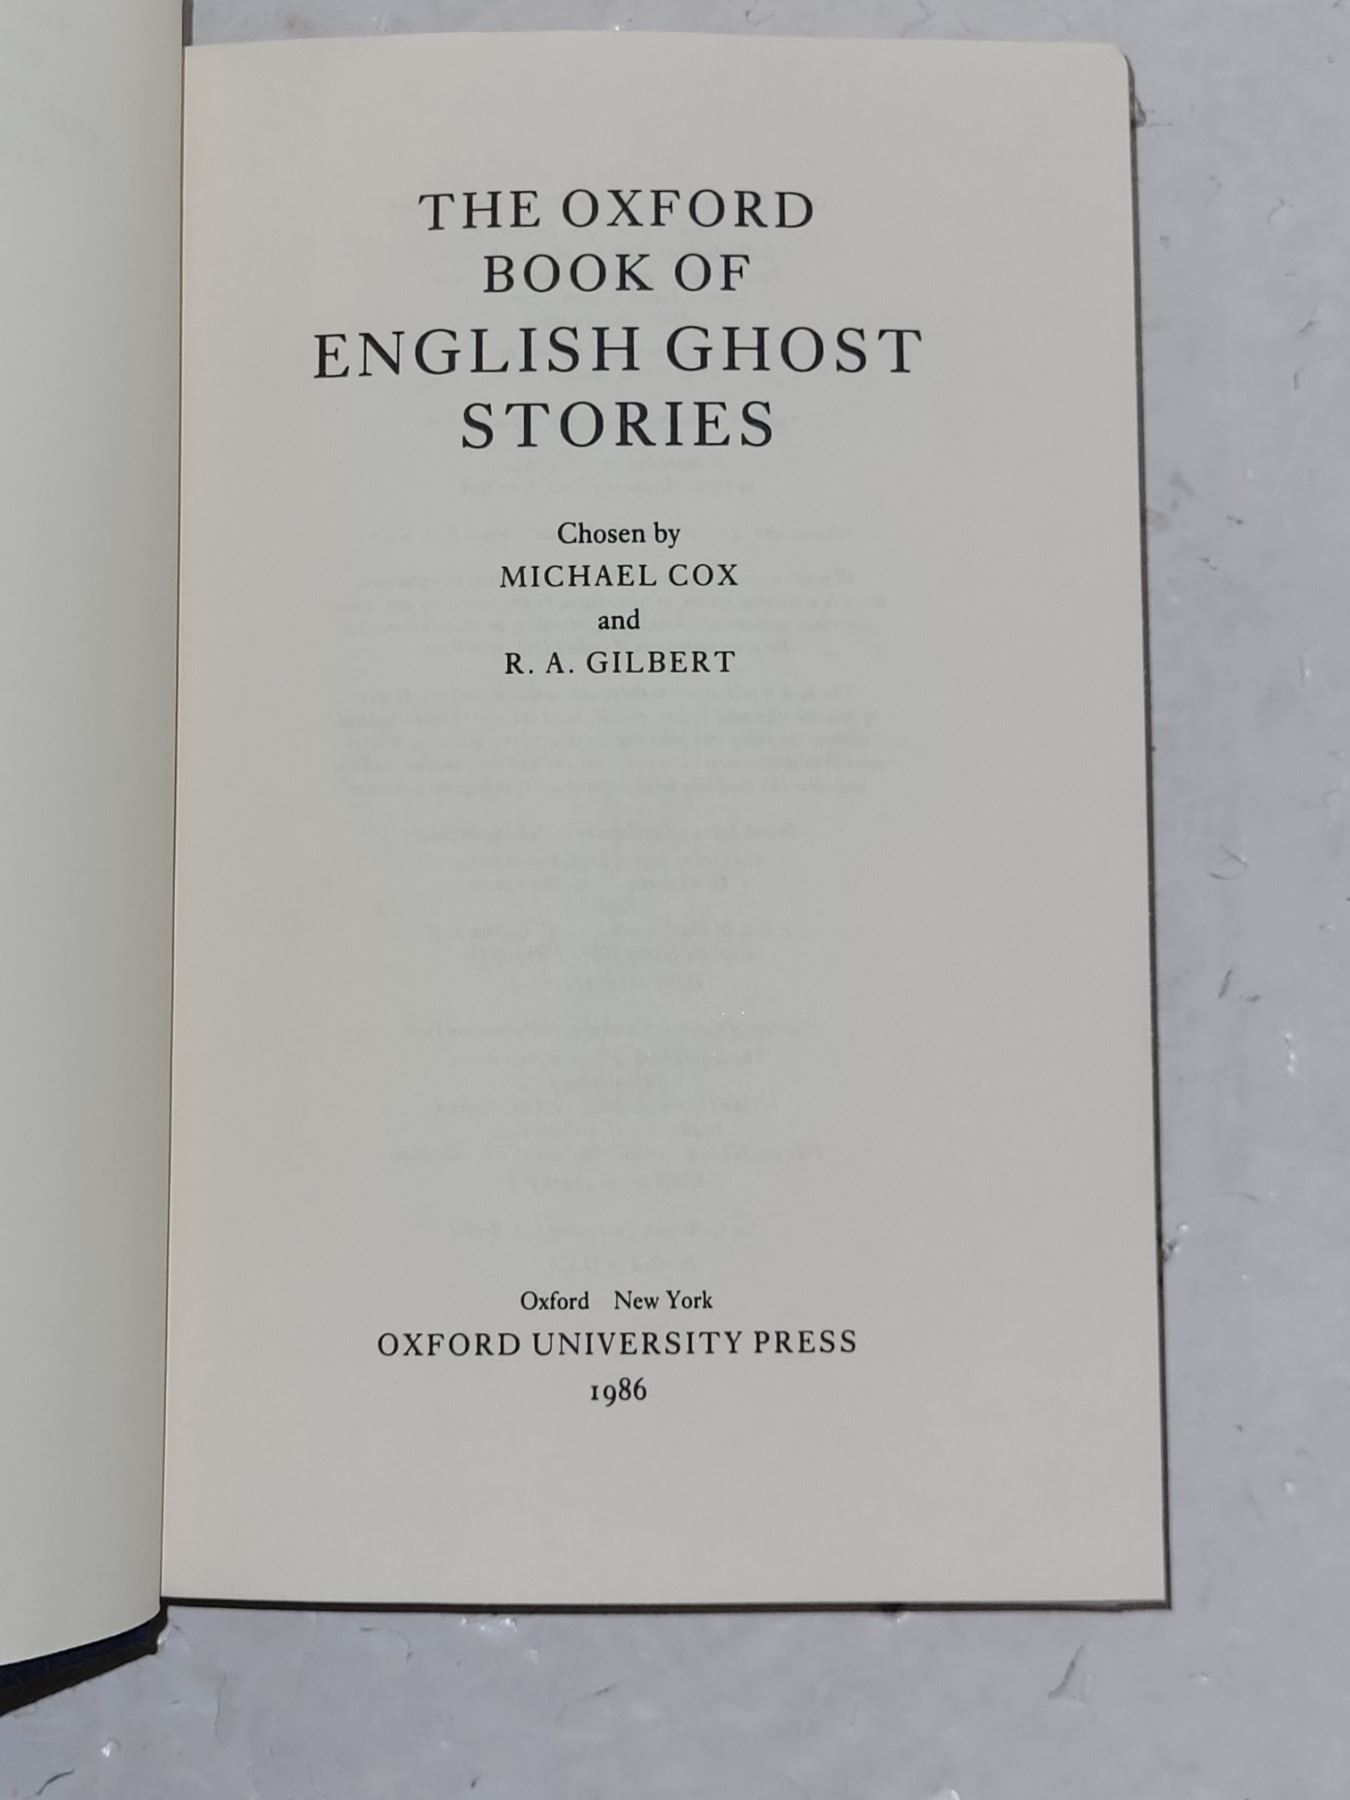 THE OXFORD
BOOK OF
ENGLISH GHOST
STORIES
Chosen by
MICHAEL COX
and
R. A. GILBERT
Oxford New York
OXFORD UNIVERSITY PRESS
1986